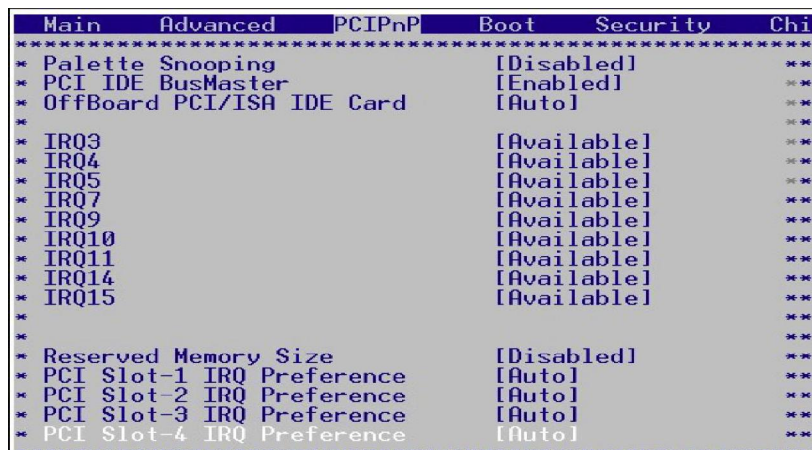 Main Advanced PCIPnP Boot Security Chi
Palette Snooping [Disabled]
PCI IDE BusMaster [Enabled]
OffBoard PCI/ISA IDE Card [Auto]
IRQ3 [Available]
IRQ4 [Available]
IRQ5 [Available]
IRQ7 [Available]
IRQ9 [Available]
IRQ10 [Available]
IRQ11 [Available]
IRQ14 [Available]
IRQ15 [Available]
Reserved Memory Size [Disabled]
PCI Slot-1 IRQ Preference [Auto]
PCI Slot-2 IRQ Preference [Auto]
PCI Slot-3 IRQ Preference [Auto]
PCI Slot-4 IRQ Preference [Auto]